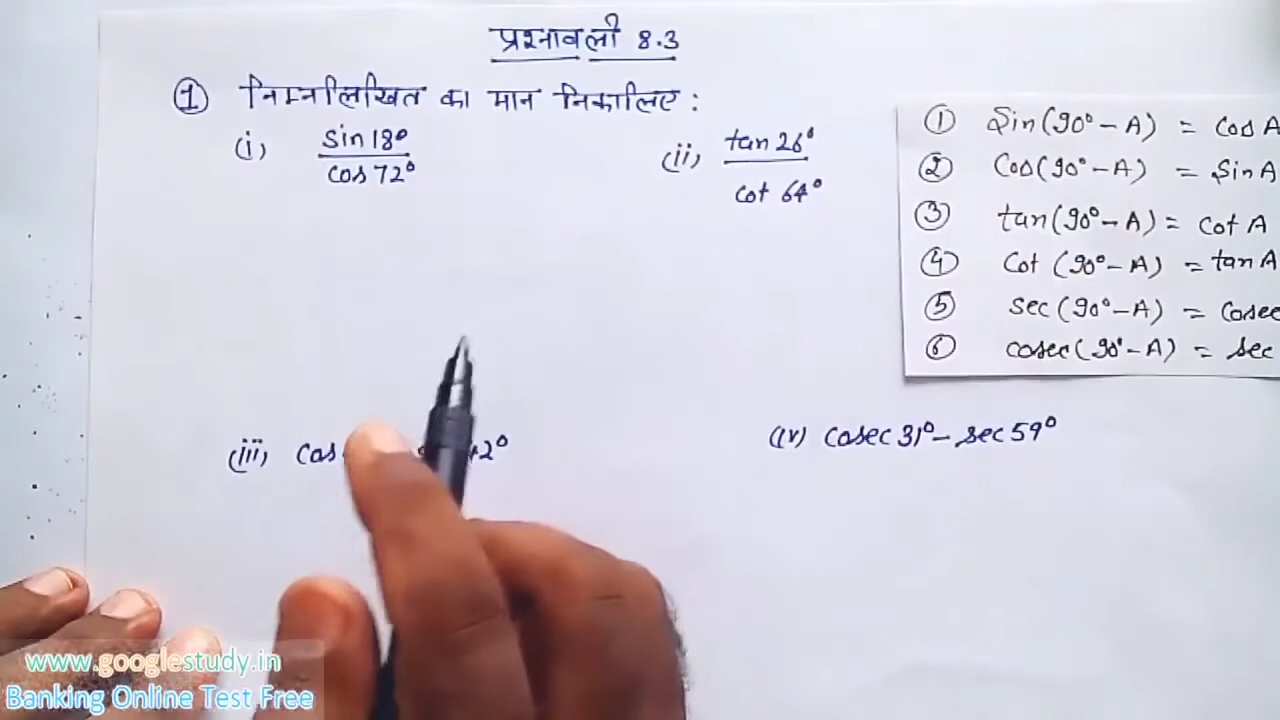 प्रश्नावली 8.3
① निम्नलिखित का मान निकालिए :
(i) sin 18° / cos 72°
(ii) tan 26° / cot 64°
① Sin(90° – A) = cos A
② Cos(90° – A) = Sin A
③ tan(90° – A) = cot A
④ Cot (90° – A) = tan A
⑤ sec(90° – A) = cosec
⑥ cosec(90° – A) = sec
(iii) cos 42°
(iv) cosec 31° – sec 59°
www.googlestudy.in
Banking Online Test Free